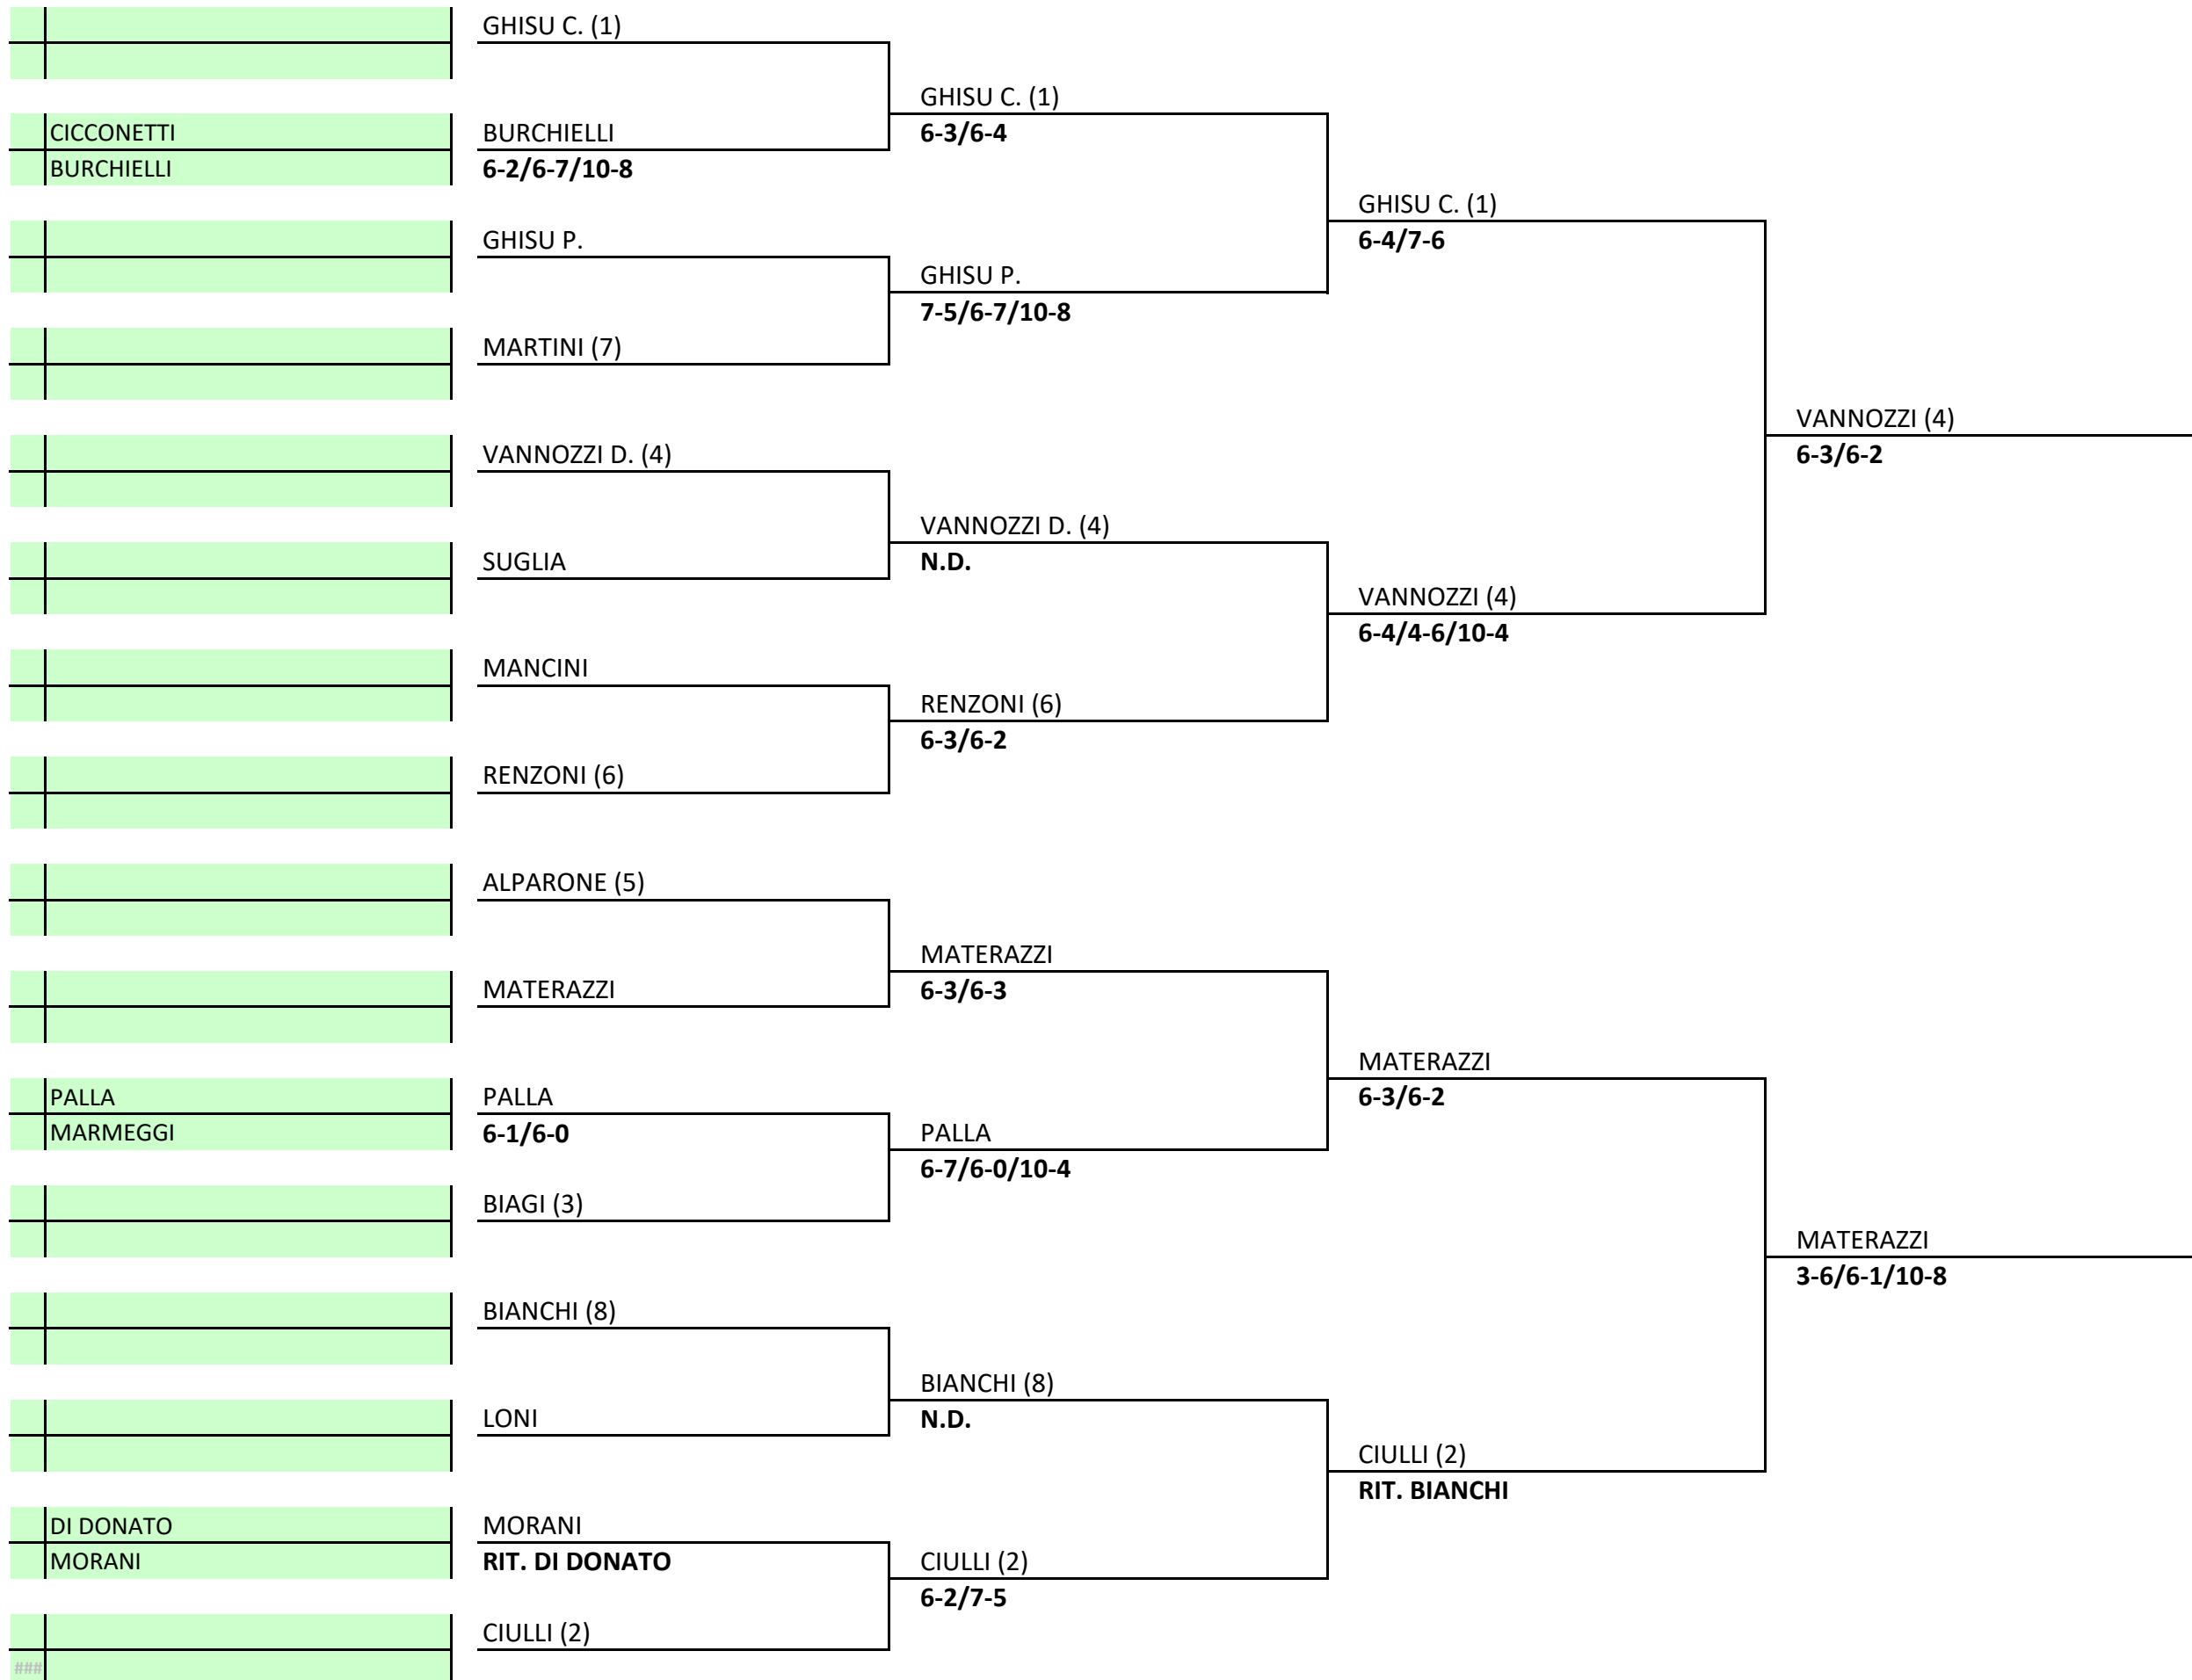 GHISU C. (1)
GHISU C. (1)
CICCONETTI
BURCHIELLI
6-3/6-4
BURCHIELLI
6-2/6-7/10-8
GHISU C. (1)
GHISU P.
6-4/7-6
GHISU P.
7-5/6-7/10-8
MARTINI (7)
VANNOZZI (4)
VANNOZZI D. (4)
6-3/6-2
VANNOZZI D. (4)
SUGLIA
N.D.
VANNOZZI (4)
6-4/4-6/10-4
MANCINI
RENZONI (6)
6-3/6-2
RENZONI (6)
ALPARONE (5)
MATERAZZI
MATERAZZI
6-3/6-3
MATERAZZI
PALLA
PALLA
6-3/6-2
MARMEGGI
6-1/6-0
PALLA
6-7/6-0/10-4
BIAGI (3)
MATERAZZI
3-6/6-1/10-8
BIANCHI (8)
BIANCHI (8)
LONI
N.D.
CIULLI (2)
RIT. BIANCHI
DI DONATO
MORANI
MORANI
RIT. DI DONATO
CIULLI (2)
6-2/7-5
CIULLI (2)
###